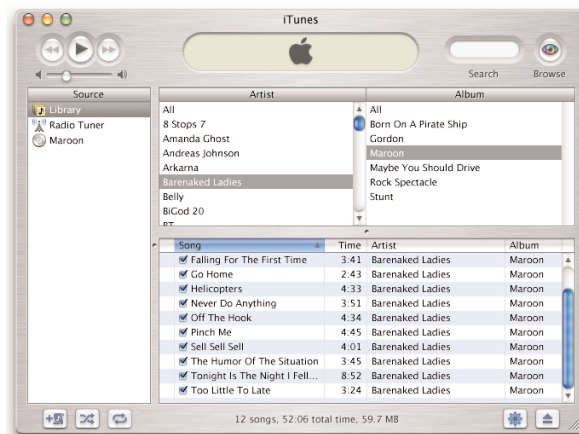 iTunes
Search Browse
Source Artist Album
Library
Radio Tuner
Maroon
All
8 Stops 7
Amanda Ghost
Andreas Johnson
Arkarna
Barenaked Ladies
Belly
BiGod 20
BT
All
Born On A Pirate Ship
Gordon
Maroon
Maybe You Should Drive
Rock Spectacle
Stunt
Song Time Artist Album
Falling For The First Time 3:41 Barenaked Ladies Maroon
Go Home 2:43 Barenaked Ladies Maroon
Helicopters 4:33 Barenaked Ladies Maroon
Never Do Anything 3:51 Barenaked Ladies Maroon
Off The Hook 4:34 Barenaked Ladies Maroon
Pinch Me 4:45 Barenaked Ladies Maroon
Sell Sell Sell 4:01 Barenaked Ladies Maroon
The Humor Of The Situation 3:45 Barenaked Ladies Maroon
Tonight Is The Night I Fell... 8:52 Barenaked Ladies Maroon
Too Little To Late 3:24 Barenaked Ladies Maroon
12 songs, 52:06 total time, 59.7 MB